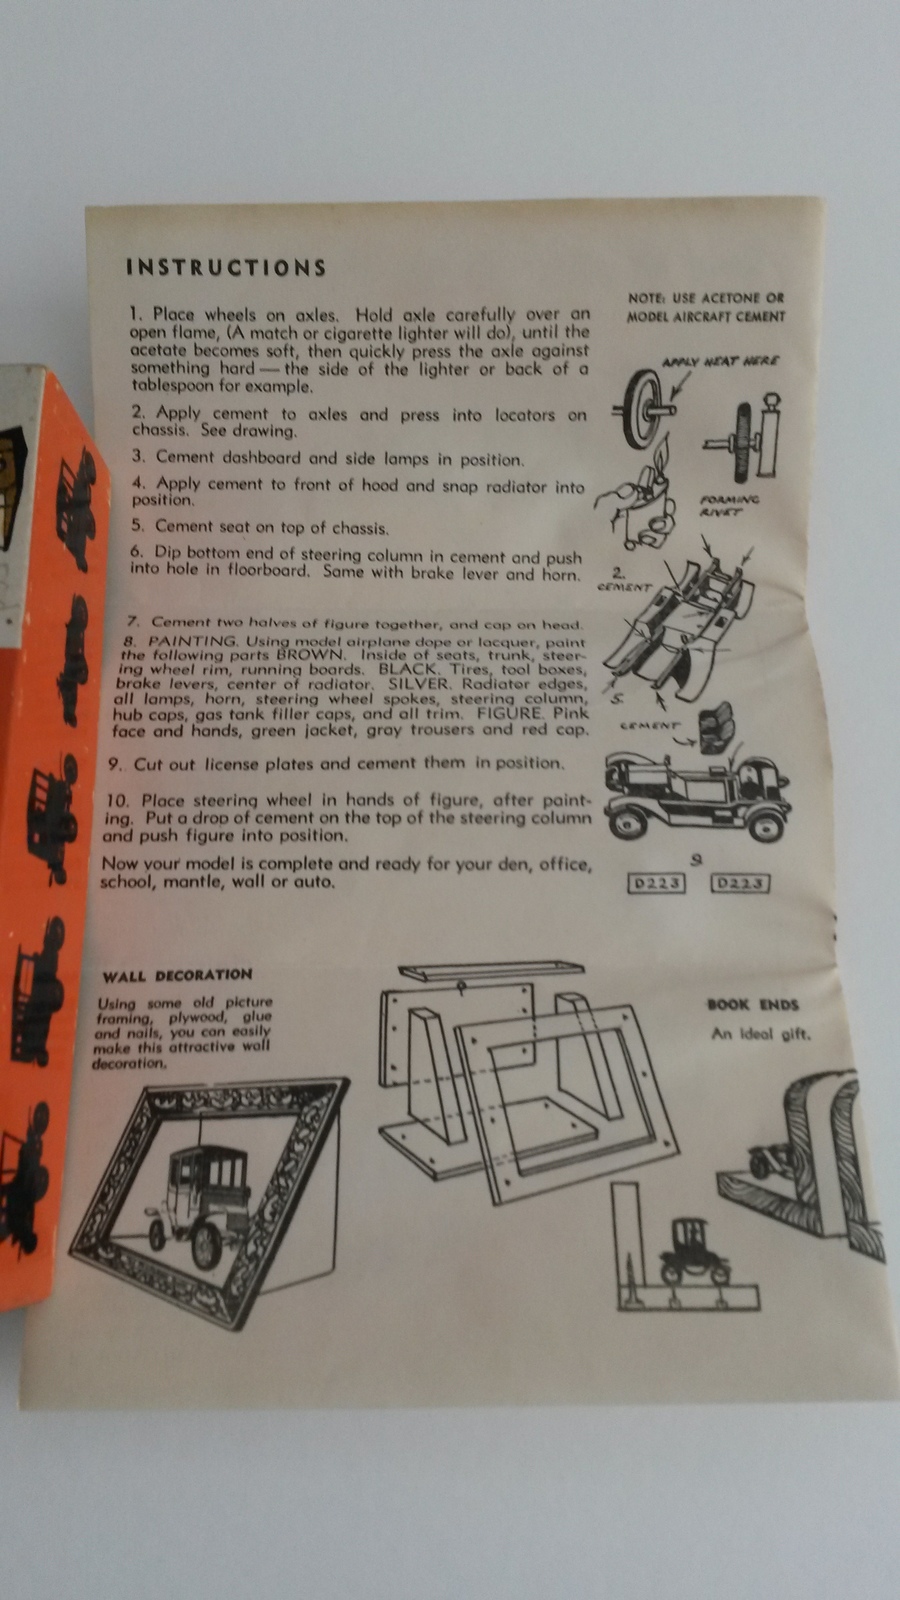 INSTRUCTIONS
1. Place wheels on axles. Hold axle carefully over an
open flame, (A match or cigarette lighter will do), until the
acetate becomes soft, then quickly press the axle against
something hard — the side of the lighter or back of a
tablespoon for example.
2. Apply cement to axles and press into locators on
chassis. See drawing.
3. Cement dashboard and side lamps in position.
4. Apply cement to front of hood and snap radiator into
position.
5. Cement seat on top of chassis.
6. Dip bottom end of steering column in cement and push
into hole in floorboard. Same with brake lever and horn.
7. Cement two halves of figure together, and cap on head.
8. PAINTING. Using model airplane dope or lacquer, paint
the following parts BROWN. Inside of seats, trunk, steer-
ing wheel rim, running boards. BLACK. Tires, tool boxes,
brake levers, center of radiator. SILVER. Radiator edges,
all lamps, horn, steering wheel spokes, steering column,
hub caps, gas tank filler caps, and all trim. FIGURE. Pink
face and hands, green jacket, gray trousers and red cap.
9. Cut out license plates and cement them in position.
10. Place steering wheel in hands of figure, after paint-
ing. Put a drop of cement on the top of the steering column
and push figure into position.
Now your model is complete and ready for your den, office,
school, mantle, wall or auto.
NOTE: USE ACETONE OR
MODEL AIRCRAFT CEMENT
APPLY HEAT HERE
FORMING
RIVET
2.
CEMENT
5.
CEMENT
9
D223 D223
WALL DECORATION
Using some old picture
framing, plywood, glue
and nails, you can easily
make this attractive wall
decoration.
BOOK ENDS
An ideal gift.